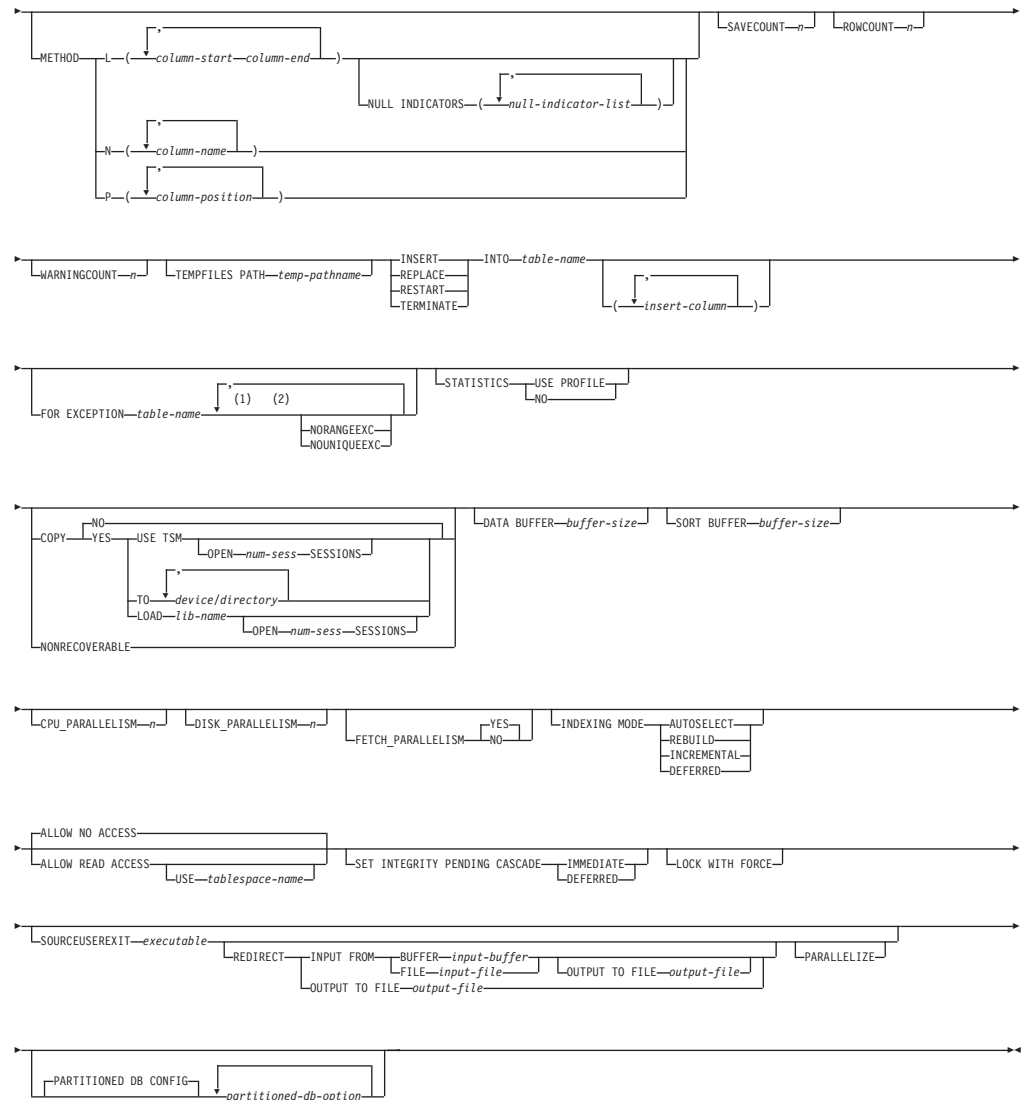 ,
SAVECOUNT n ROWCOUNT n
METHOD L ( column-start column-end )
,
NULL INDICATORS ( null-indicator-list )
,
N ( column-name )
,
P ( column-position )
INSERT INTO table-name
WARNINGCOUNT n TEMPFILES PATH temp-pathname REPLACE
,
RESTART
TERMINATE ( insert-column )
,
STATISTICS USE PROFILE
(1) (2) NO
FOR EXCEPTION table-name
NORANGEEXC
NOUNIQUEEXC
NO
DATA BUFFER buffer-size SORT BUFFER buffer-size
COPY YES USE TSM
OPEN num-sess SESSIONS
,
TO device/directory
LOAD lib-name
OPEN num-sess SESSIONS
NONRECOVERABLE
YES
CPU_PARALLELISM n DISK_PARALLELISM n INDEXING MODE AUTOSELECT
FETCH_PARALLELISM NO REBUILD
INCREMENTAL
DEFERRED
ALLOW NO ACCESS
ALLOW READ ACCESS SET INTEGRITY PENDING CASCADE IMMEDIATE LOCK WITH FORCE
USE tablespace-name DEFERRED
SOURCEUSEREXIT executable
REDIRECT INPUT FROM BUFFER input-buffer PARALLELIZE
FILE input-file OUTPUT TO FILE output-file
OUTPUT TO FILE output-file
PARTITIONED DB CONFIG
partitioned-db-option